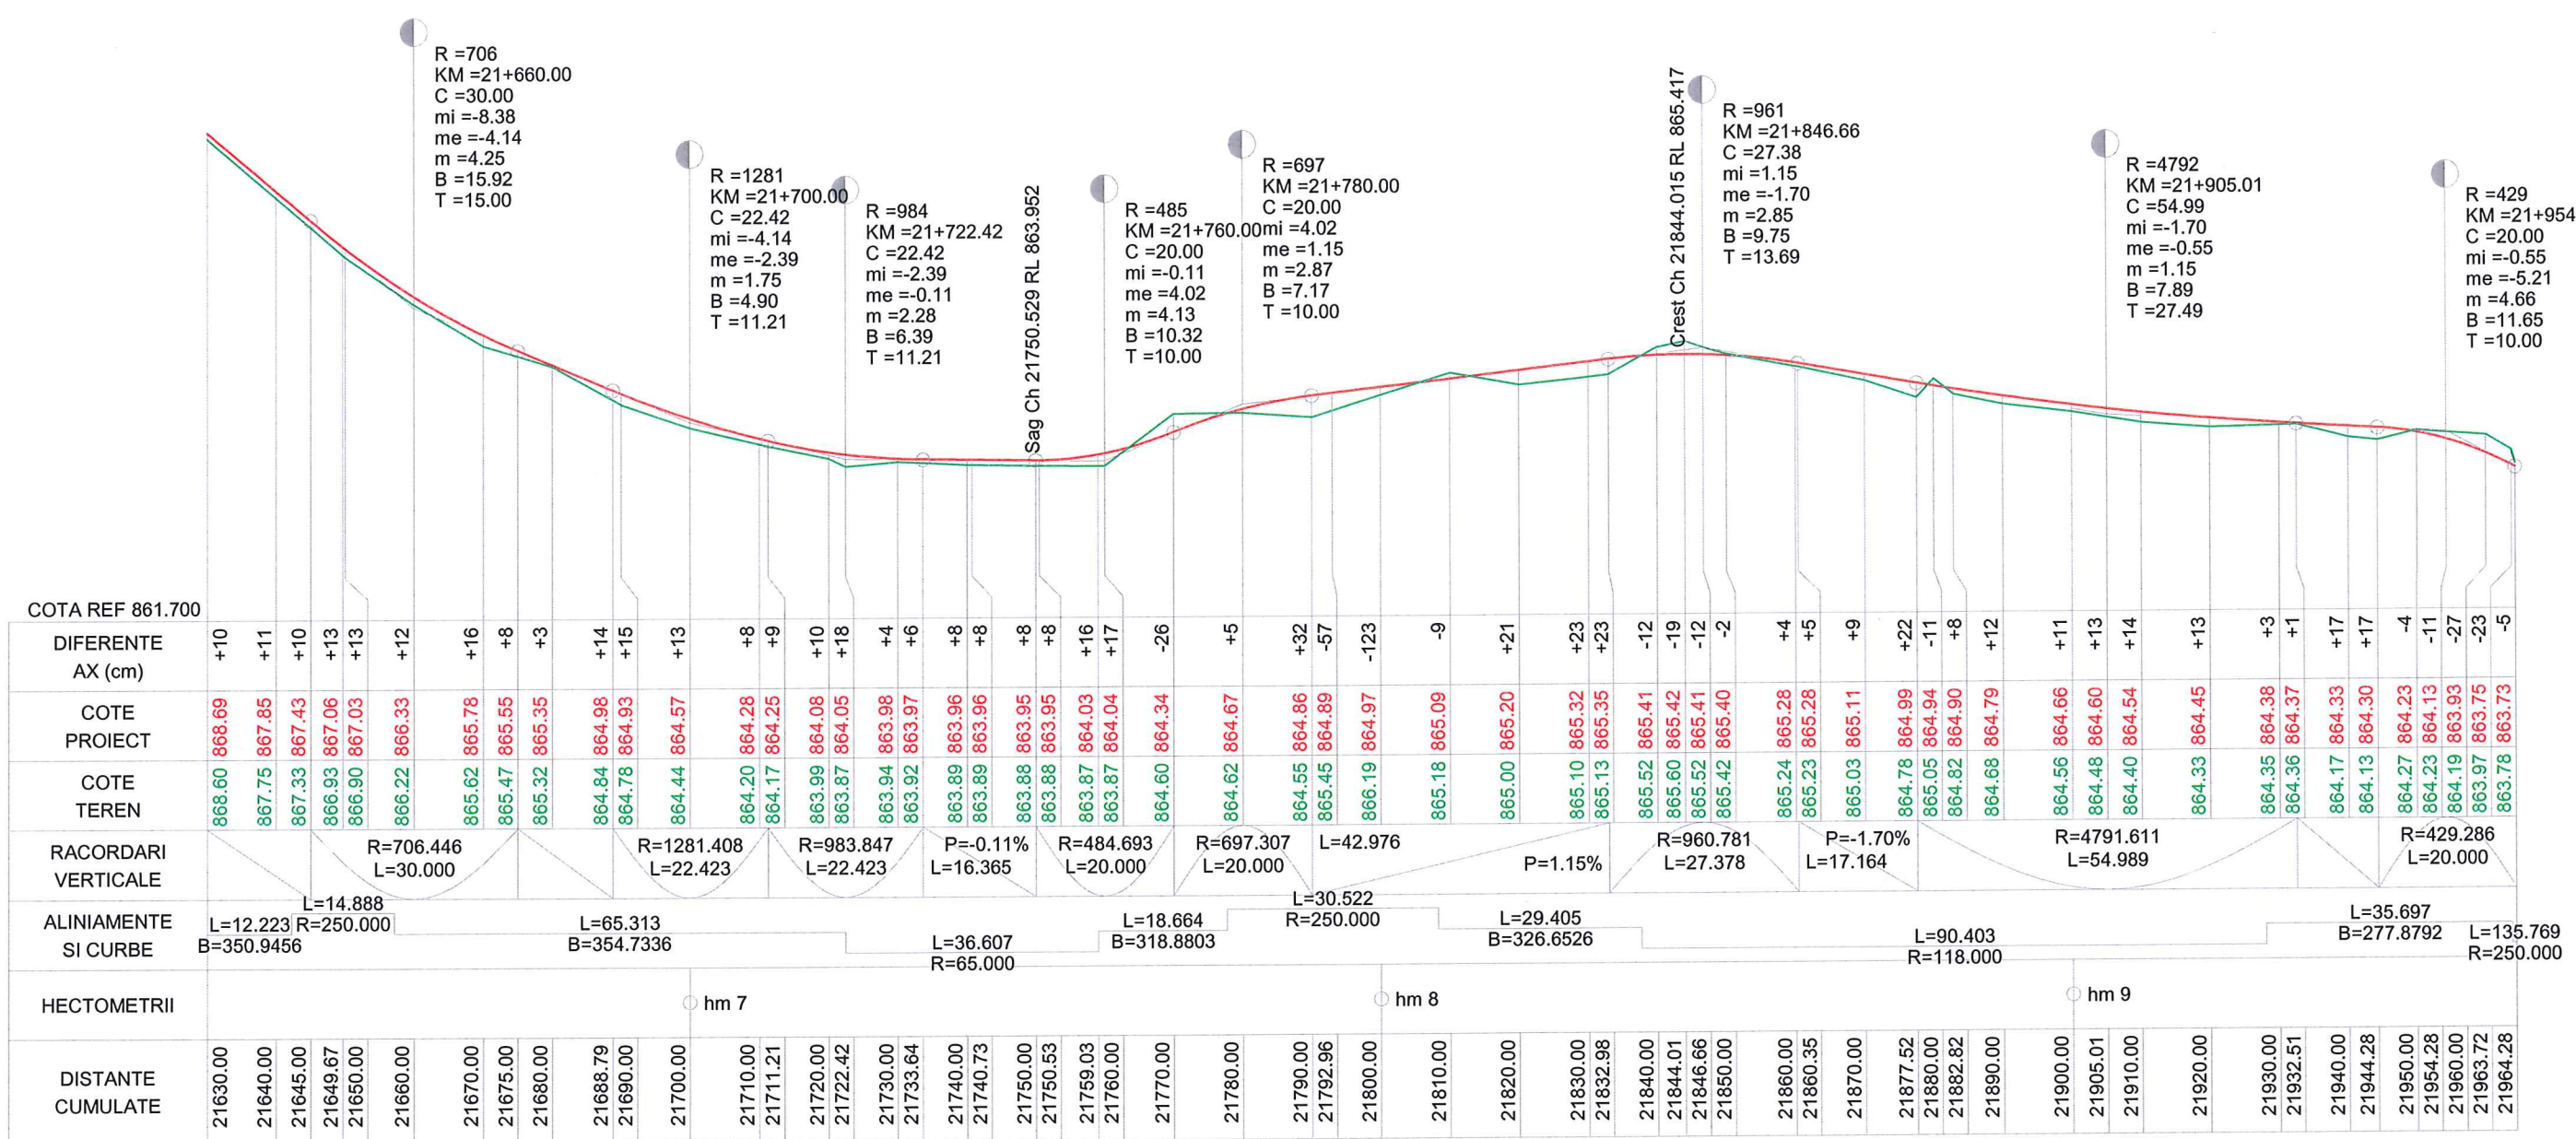 R =706
KM =21+660.00
C =30.00
mi =-8.38
me =-4.14
m =4.25
B =15.92
T =15.00
R =1281
KM =21+700.00
C =22.42
mi =-4.14
me =-2.39
m =1.75
B =4.90
T =11.21
R =984
KM =21+722.42
C =22.42
mi =-2.39
me =-0.11
m =2.28
B =6.39
T =11.21
Sag Ch 21750.529 RL 863.952
R =485
KM =21+760.00
C =20.00
mi =-0.11
me =4.02
m =4.13
B =10.32
T =10.00
R =697
KM =21+780.00
C =20.00
mi =4.02
me =1.15
m =2.87
B =7.17
T =10.00
Crest Ch 21844.015 RL 865.417
R =961
KM =21+846.66
C =27.38
mi =1.15
me =-1.70
m =2.85
B =9.75
T =13.69
R =4792
KM =21+905.01
C =54.99
mi =-1.70
me =-0.55
m =1.15
B =7.89
T =27.49
R =429
KM =21+954
C =20.00
mi =-0.55
me =-5.21
m =4.66
B =11.65
T =10.00
COTA REF 861.700
DIFERENTE
AX (cm)
+10 +11 +10 +13 +13 +12 +16 +8 +3 +14 +15 +13 +8 +9 +10 +18 +4 +6 +8 +8 +8 +8 +16 +17 -26 +5 +32 -57 -123 -9 +21 +23 +23 -12 -19 -12 -2 +4 +5 +9 +22 -11 +8 +12 +11 +13 +14 +13 +3 +1 +17 +17 -4 -11 -27 -23 -5
COTE
PROIECT
868.69 867.85 867.43 867.06 867.03 866.33 865.78 865.55 865.35 864.98 864.93 864.57 864.28 864.25 864.08 864.05 863.98 863.97 863.96 863.96 863.95 863.95 864.03 864.04 864.34 864.67 864.86 864.89 864.97 865.09 865.20 865.32 865.35 865.41 865.42 865.41 865.40 865.28 865.28 865.11 864.99 864.94 864.90 864.79 864.66 864.60 864.54 864.45 864.38 864.37 864.33 864.30 864.23 864.13 863.93 863.75 863.73
COTE
TEREN
868.60 867.75 867.33 866.93 866.90 866.22 865.62 865.47 865.32 864.84 864.78 864.44 864.20 864.17 863.99 863.87 863.94 863.92 863.89 863.89 863.88 863.88 863.87 863.87 864.60 864.62 864.55 865.45 866.19 865.18 865.00 865.10 865.13 865.52 865.60 865.52 865.42 865.24 865.23 865.03 864.78 865.05 864.82 864.68 864.56 864.48 864.40 864.33 864.35 864.36 864.17 864.13 864.27 864.23 864.19 863.97 863.78
RACORDARI
VERTICALE
R=706.446
L=30.000
R=1281.408
L=22.423
R=983.847
L=22.423
P=-0.11%
L=16.365
R=484.693
L=20.000
R=697.307
L=20.000
L=42.976
P=1.15%
R=960.781
L=27.378
P=-1.70%
L=17.164
R=4791.611
L=54.989
R=429.286
L=20.000
ALINIAMENTE
SI CURBE
L=12.223
B=350.9456
L=14.888
R=250.000
L=65.313
B=354.7336
L=36.607
R=65.000
L=18.664
B=318.8803
L=30.522
R=250.000
L=29.405
B=326.6526
L=90.403
R=118.000
L=35.697
B=277.8792
L=135.769
R=250.000
HECTOMETRII
hm 7
hm 8
hm 9
DISTANTE
CUMULATE
21630.00 21640.00 21645.00 21649.67 21650.00 21660.00 21670.00 21675.00 21680.00 21688.79 21690.00 21700.00 21710.00 21711.21 21720.00 21722.42 21730.00 21733.64 21740.00 21740.73 21750.00 21750.53 21759.03 21760.00 21770.00 21780.00 21790.00 21792.96 21800.00 21810.00 21820.00 21830.00 21832.98 21840.00 21844.01 21846.66 21850.00 21860.00 21860.35 21870.00 21877.52 21880.00 21882.82 21890.00 21900.00 21905.01 21910.00 21920.00 21930.00 21932.51 21940.00 21944.28 21950.00 21954.28 21960.00 21963.72 21964.28